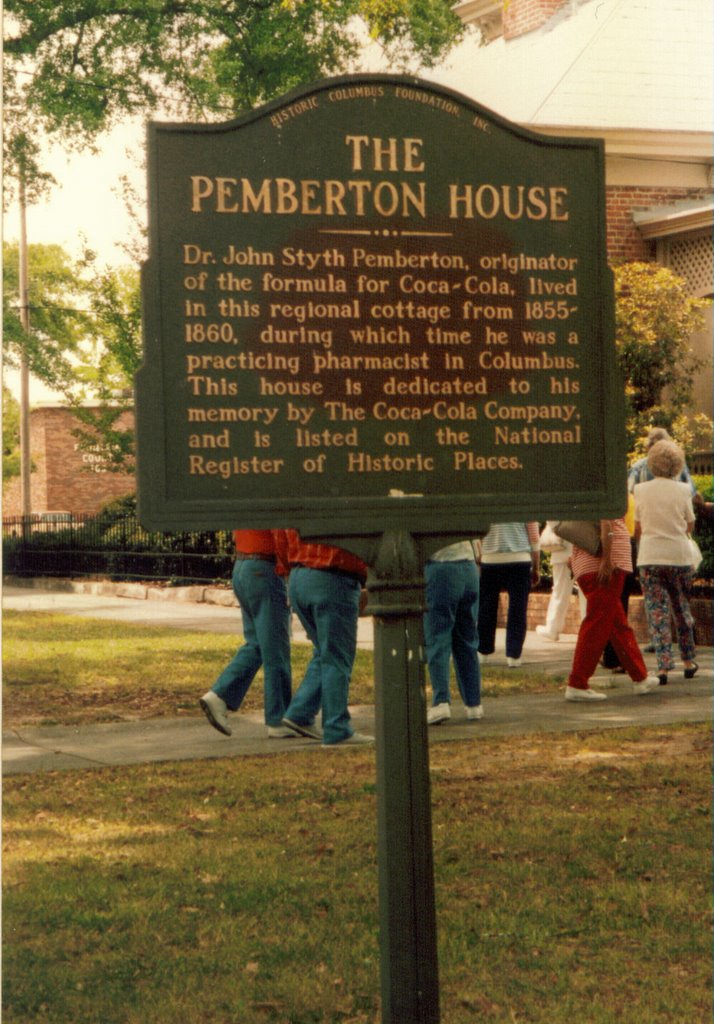 HISTORIC COLUMBUS FOUNDATION, INC.
THE
PEMBERTON HOUSE
Dr. John Styth Pemberton, originator
of the formula for Coca-Cola, lived
in this regional cottage from 1855-
1860, during which time he was a
practicing pharmacist in Columbus.
This house is dedicated to his
memory by The Coca-Cola Company,
and is listed on the National
Register of Historic Places.